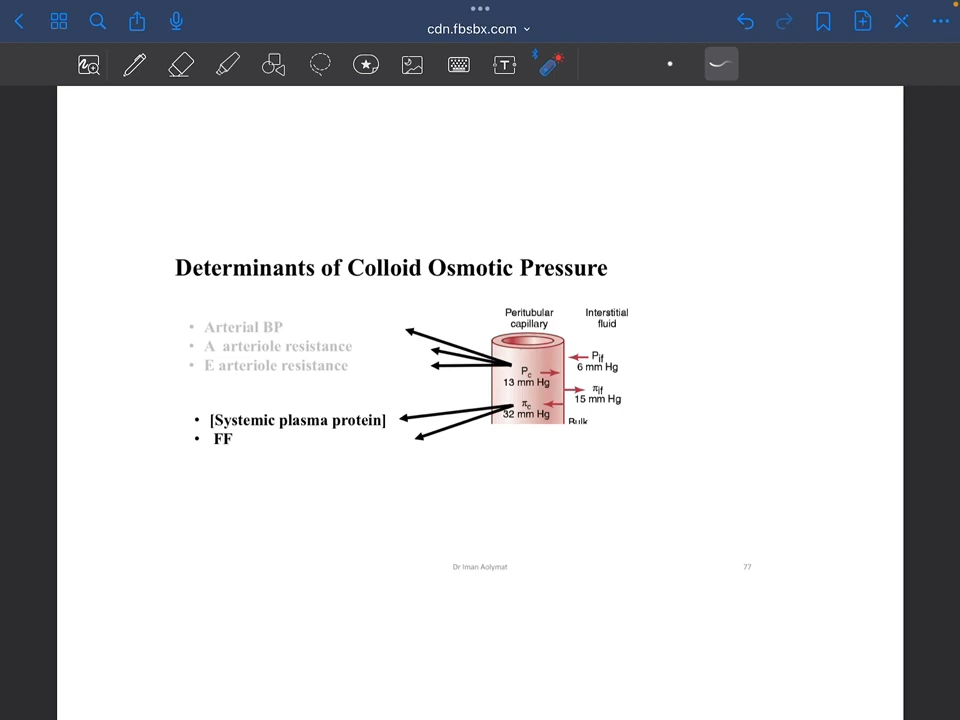 cdn.fbsbx.com
T
Determinants of Colloid Osmotic Pressure
• Arterial BP
• A arteriole resistance
• E arteriole resistance
• [Systemic plasma protein]
• FF
Peritubular
capillary
Interstitial
fluid
Pc
13 mm Hg
πc
32 mm Hg
Pif
6 mm Hg
πif
15 mm Hg
Bulk
Dr Iman Aolymat
77